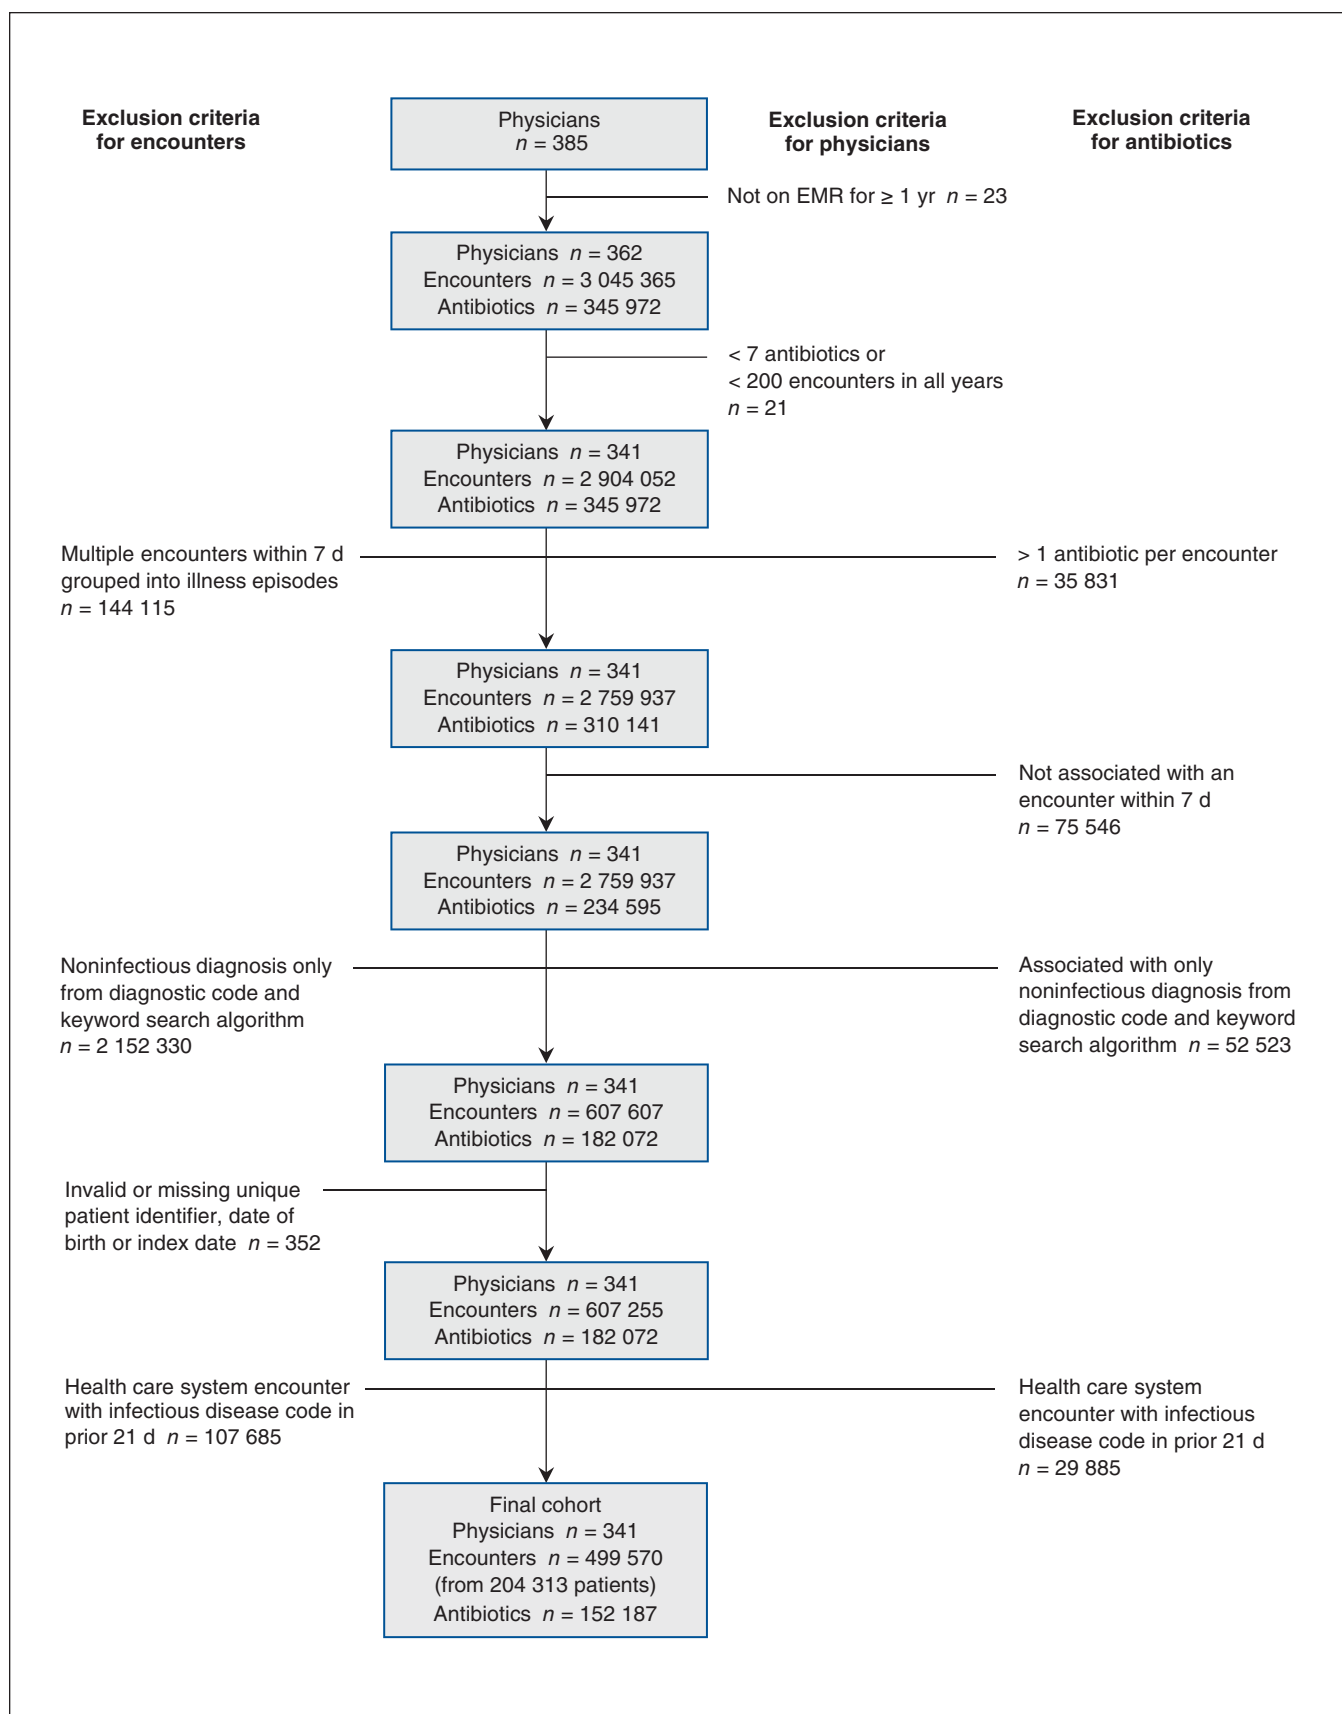 Exclusion criteria
for encounters
Physicians
n = 385
Exclusion criteria
for physicians
Exclusion criteria
for antibiotics
Not on EMR for ≥ 1 yr n = 23
Physicians n = 362
Encounters n = 3 045 365
Antibiotics n = 345 972
< 7 antibiotics or
< 200 encounters in all years
n = 21
Physicians n = 341
Encounters n = 2 904 052
Antibiotics n = 345 972
Multiple encounters within 7 d
grouped into illness episodes
n = 144 115
> 1 antibiotic per encounter
n = 35 831
Physicians n = 341
Encounters n = 2 759 937
Antibiotics n = 310 141
Not associated with an
encounter within 7 d
n = 75 546
Physicians n = 341
Encounters n = 2 759 937
Antibiotics n = 234 595
Noninfectious diagnosis only
from diagnostic code and
keyword search algorithm
n = 2 152 330
Associated with only
noninfectious diagnosis from
diagnostic code and keyword
search algorithm n = 52 523
Physicians n = 341
Encounters n = 607 607
Antibiotics n = 182 072
Invalid or missing unique
patient identifier, date of
birth or index date n = 352
Physicians n = 341
Encounters n = 607 255
Antibiotics n = 182 072
Health care system encounter
with infectious disease code in
prior 21 d n = 107 685
Health care system
encounter with infectious
disease code in prior 21 d
n = 29 885
Final cohort
Physicians n = 341
Encounters n = 499 570
(from 204 313 patients)
Antibiotics n = 152 187